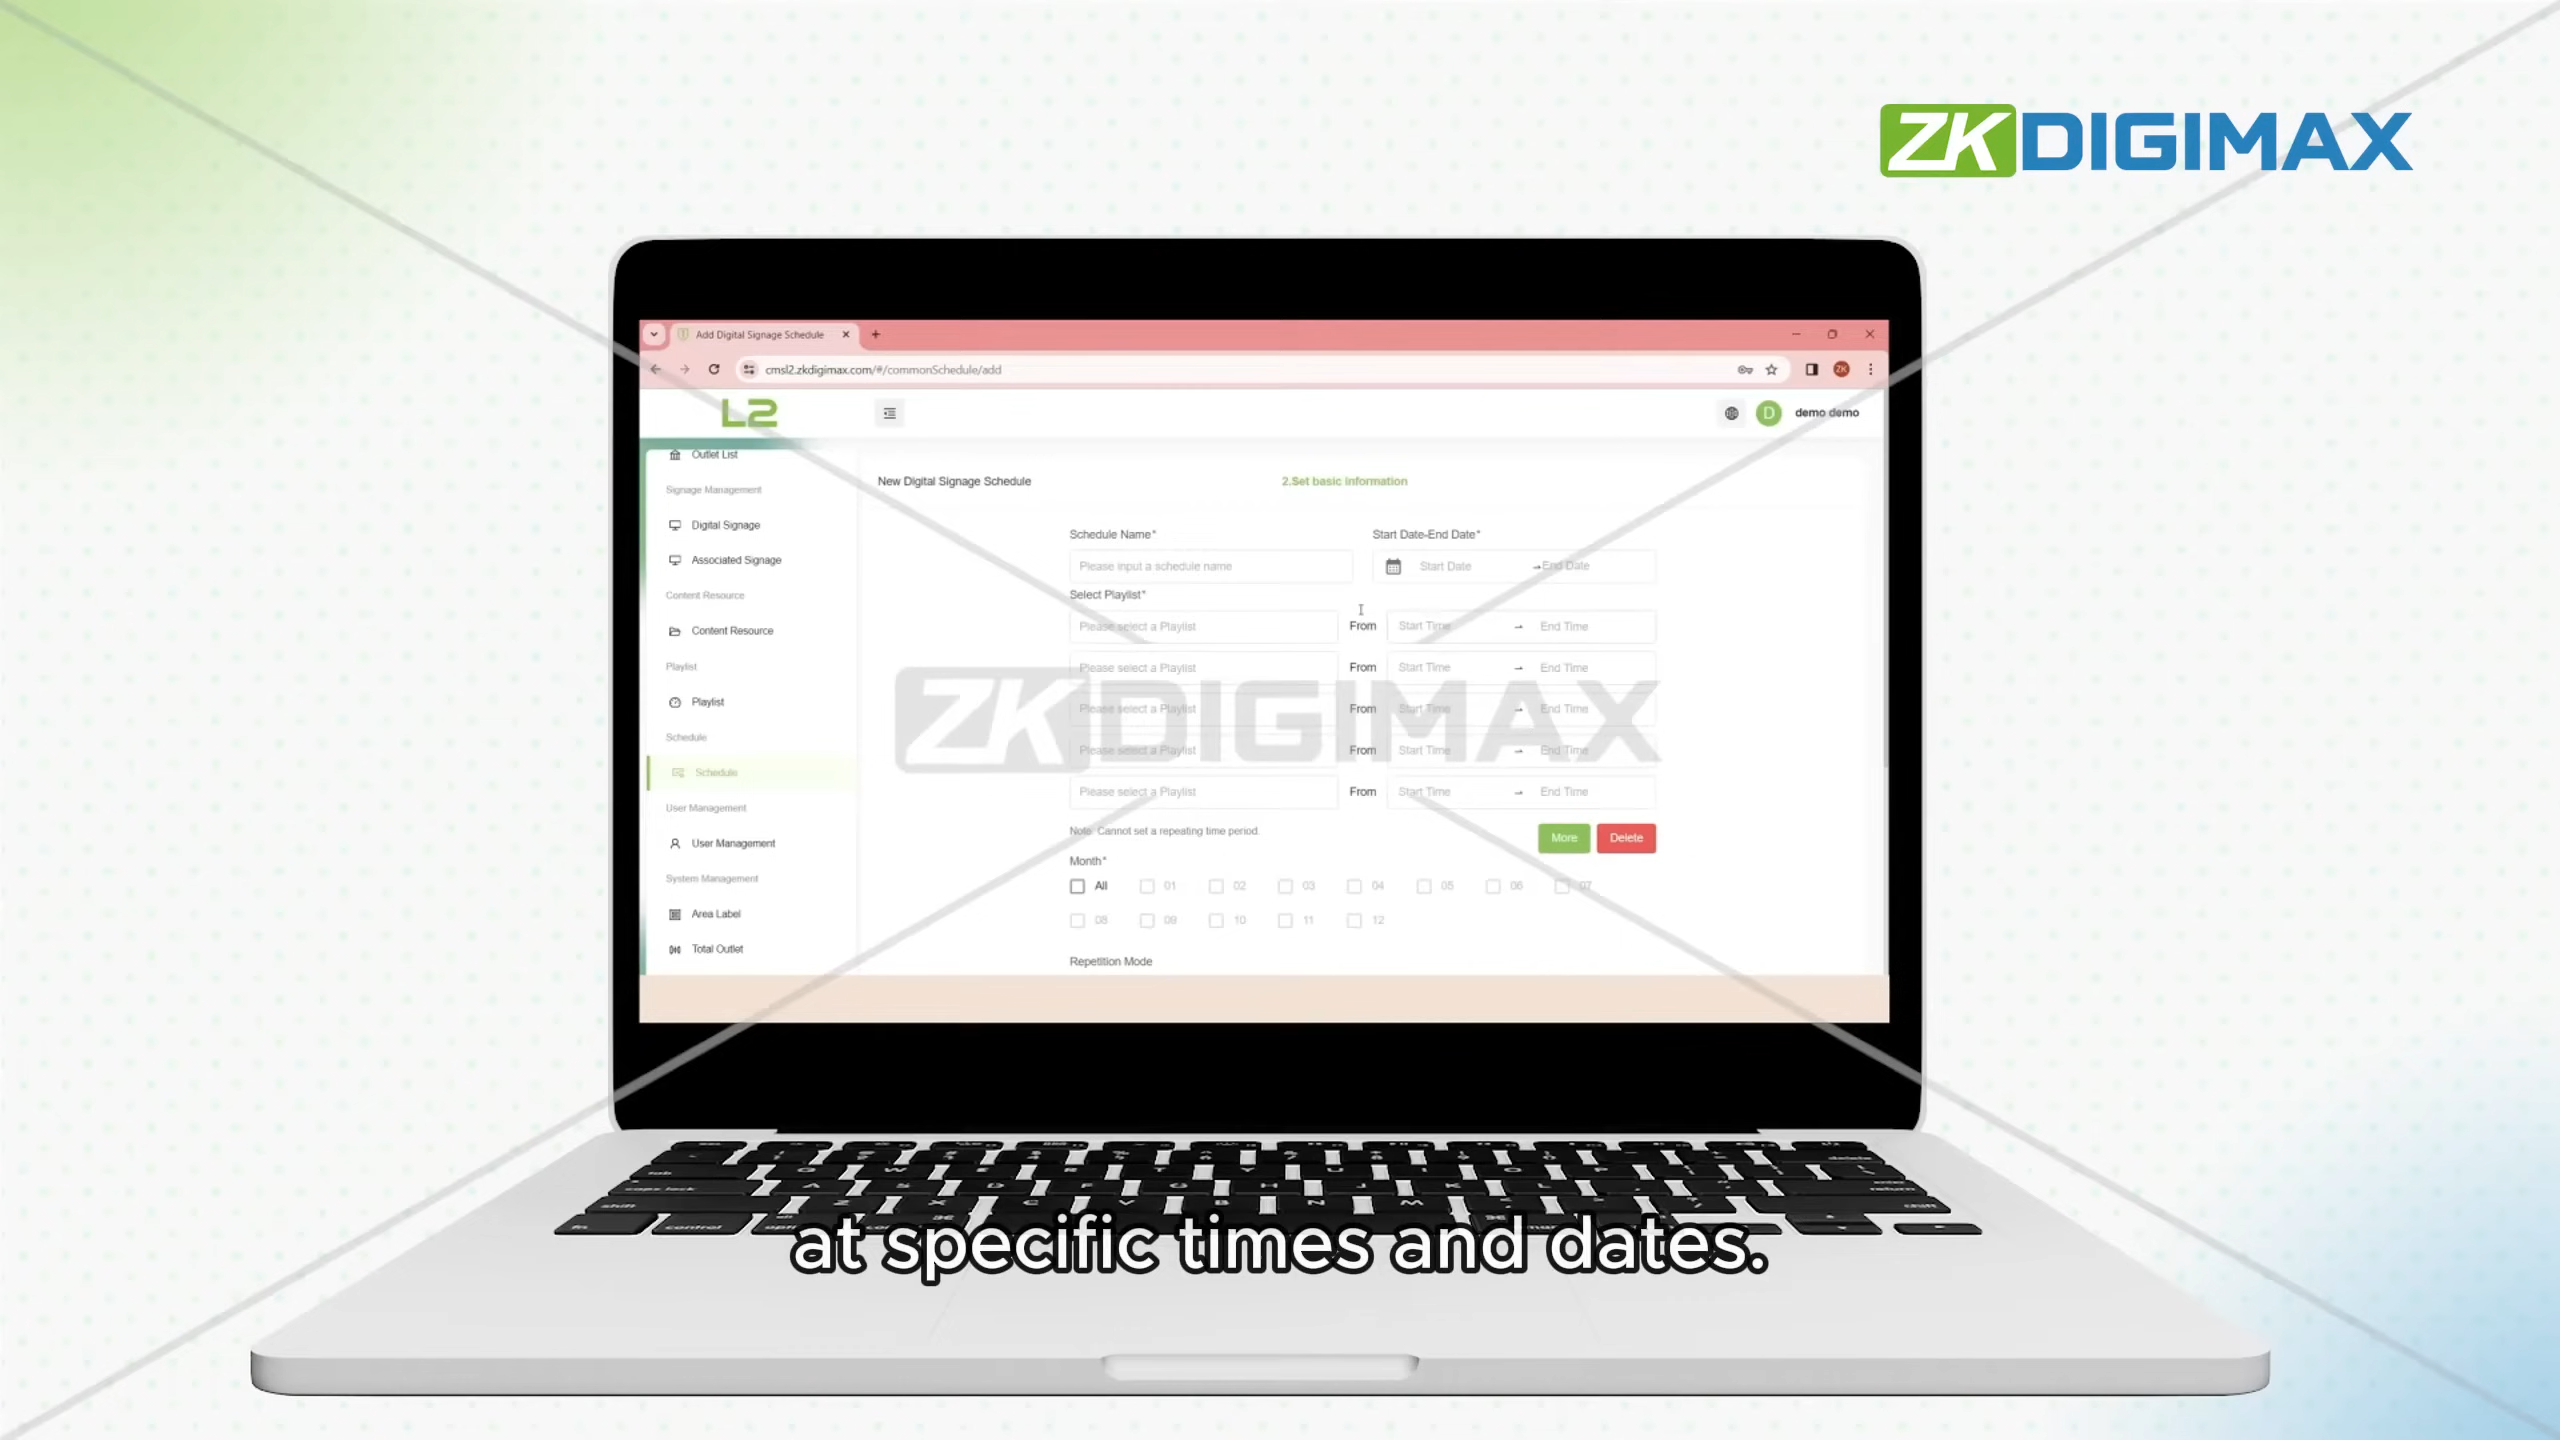 ZKDIGIMAX
Add Digital Signage Schedule
cmsl2.zkdigimax.com/#/commonSchedule/add
ZK
L2
D
demo demo
Outlet List
Signage Management
Digital Signage
Associated Signage
Content Resource
Content Resource
Playlist
Playlist
Schedule
Schedule
User Management
User Management
System Management
Area Label
Total Outlet
New Digital Signage Schedule
2.Set basic information
Schedule Name*
Start Date-End Date*
Please input a schedule name
Start Date
End Date
Select Playlist*
Please select a Playlist From Start Time → End Time
Please select a Playlist From Start Time → End Time
Please select a Playlist From Start Time → End Time
Please select a Playlist From Start Time → End Time
Please select a Playlist From Start Time → End Time
ZKDIGIMAX
Note: Cannot set a repeating time period.
More
Delete
Month*
All 01 02 03 04 05 06 07
08 09 10 11 12
Repetition Mode
at specific times and dates.